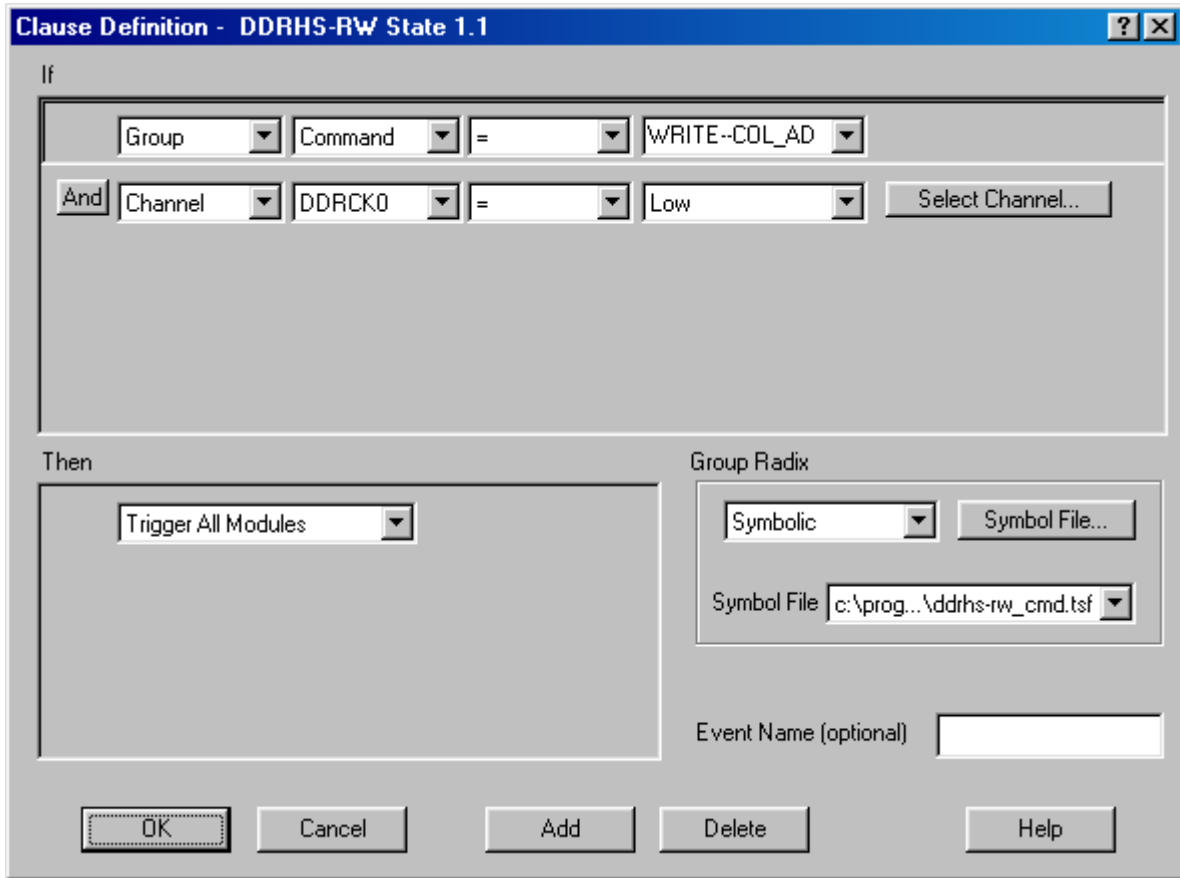 Clause Definition - DDRHS-RW State 1.1
If
Group Command = WRITE--COL_AD
And Channel DDRCK0 = Low Select Channel...
Then
Trigger All Modules
Group Radix
Symbolic Symbol File...
Symbol File c:\prog...\ddrhs-rw_cmd.tsf
Event Name (optional)
OK Cancel Add Delete Help